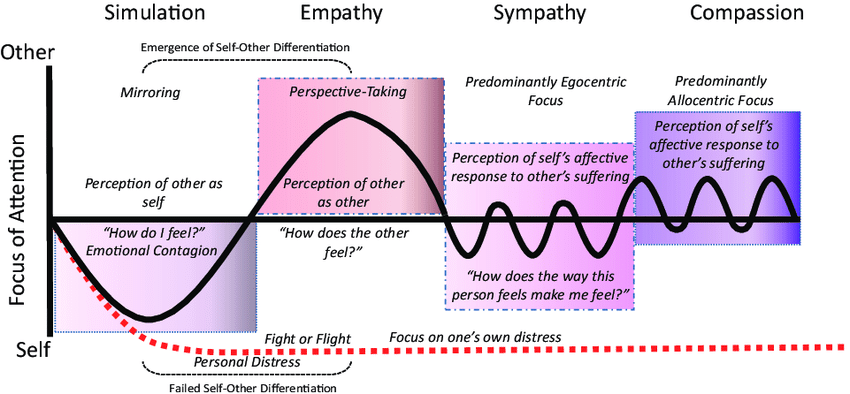 Simulation
Empathy
Sympathy
Compassion
Emergence of Self-Other Differentiation
Other
Mirroring
Perspective-Taking
Predominantly Egocentric
Focus
Predominantly
Allocentric Focus
Perception of self's
affective response to
other's suffering
Perception of self's affective
response to other's suffering
Perception of other as
self
Perception of other
as other
Focus of Attention
"How do I feel?"
Emotional Contagion
"How does the other
feel?"
"How does the way this
person feels make me feel?"
Self
Fight or Flight
Focus on one's own distress
Personal Distress
Failed Self-Other Differentiation